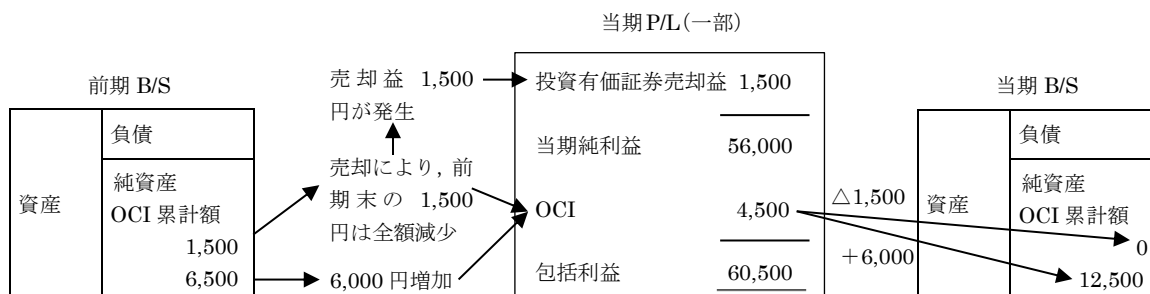 当期 P/L（一部）
前期 B/S
負債
純資産
OCI 累計額
1,500
6,500
資産
売却益 1,500
円が発生
売却により，前
期末の 1,500
円は全額減少
6,000 円増加
投資有価証券売却益 1,500
当期純利益 56,000
OCI 4,500
包括利益 60,500
△1,500
＋6,000
当期 B/S
負債
純資産
OCI 累計額
0
12,500
資産